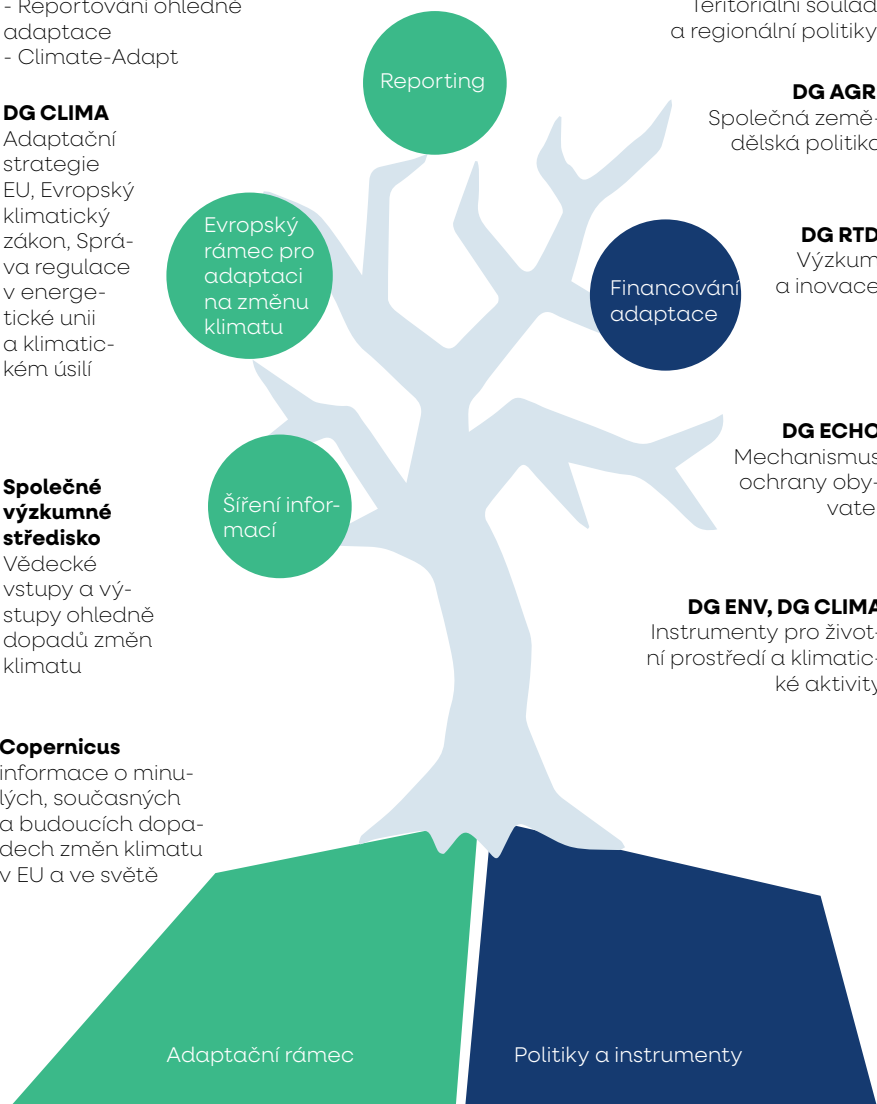 - Reportování ohledně
adaptace
- Climate-Adapt
DG CLIMA
Adaptační
strategie
EU, Evropský
klimatický
zákon, Sprá-
va regulace
v energe-
tické unii
a klimatic-
kém úsilí
Společné
výzkumné
středisko
Vědecké
vstupy a vý-
stupy ohledně
dopadů změn
klimatu
Copernicus
informace o minu-
lých, současných
a budoucích dopa-
dech změn klimatu
v EU a ve světě
Reporting
Evropský
rámec pro
adaptaci
na změnu
klimatu
Šíření infor-
mací
Financování
adaptace
Teritoriální soulad
a regionální politiky
DG AGR
Společná země-
dělská politika
DG RTD
Výzkum
a inovace
DG ECHO
Mechanismus
ochrany oby-
vate
DG ENV, DG CLIMA
Instrumenty pro život-
ní prostředí a klimatic-
ké aktivity
Adaptační rámec
Politiky a instrumenty